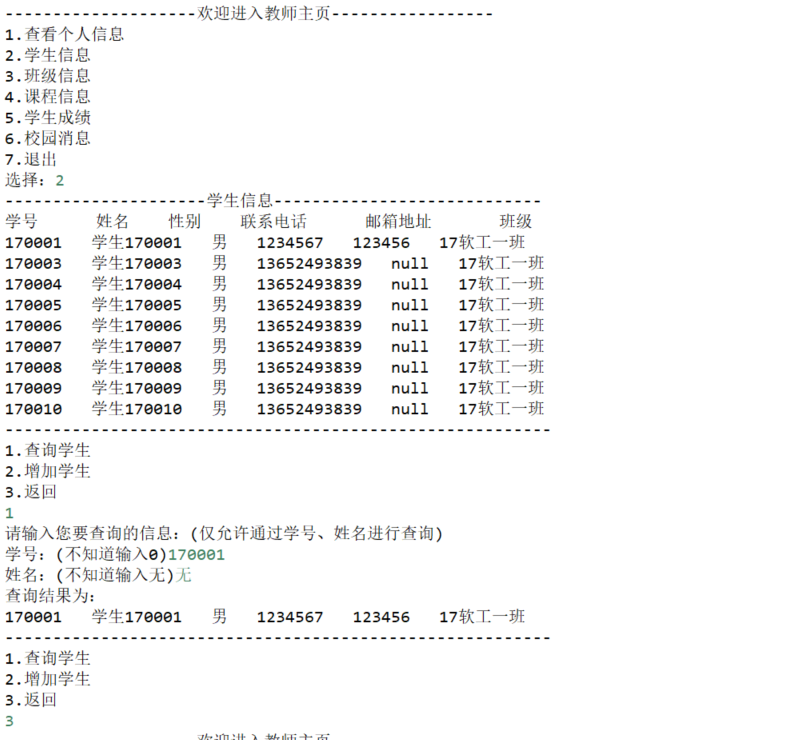 --------------------欢迎进入教师主页-----------------
1.查看个人信息
2.学生信息
3.班级信息
4.课程信息
5.学生成绩
6.校园消息
7.退出
选择: 2
---------------------学生信息----------------------------
学号 姓名 性别 联系电话 邮箱地址 班级
170001 学生170001 男 1234567 123456 17软工一班
170003 学生170003 男 13652493839 null 17软工一班
170004 学生170004 男 13652493839 null 17软工一班
170005 学生170005 男 13652493839 null 17软工一班
170006 学生170006 男 13652493839 null 17软工一班
170007 学生170007 男 13652493839 null 17软工一班
170008 学生170008 男 13652493839 null 17软工一班
170009 学生170009 男 13652493839 null 17软工一班
170010 学生170010 男 13652493839 null 17软工一班
---------------------------------------------------------
1.查询学生
2.增加学生
3.返回
1
请输入您要查询的信息: (仅允许通过学号、姓名进行查询)
学号: (不知道输入0)170001
姓名: (不知道输入无)无
查询结果为:
170001 学生170001 男 1234567 123456 17软工一班
---------------------------------------------------------
1.查询学生
2.增加学生
3.返回
3
欢迎进入教师主页